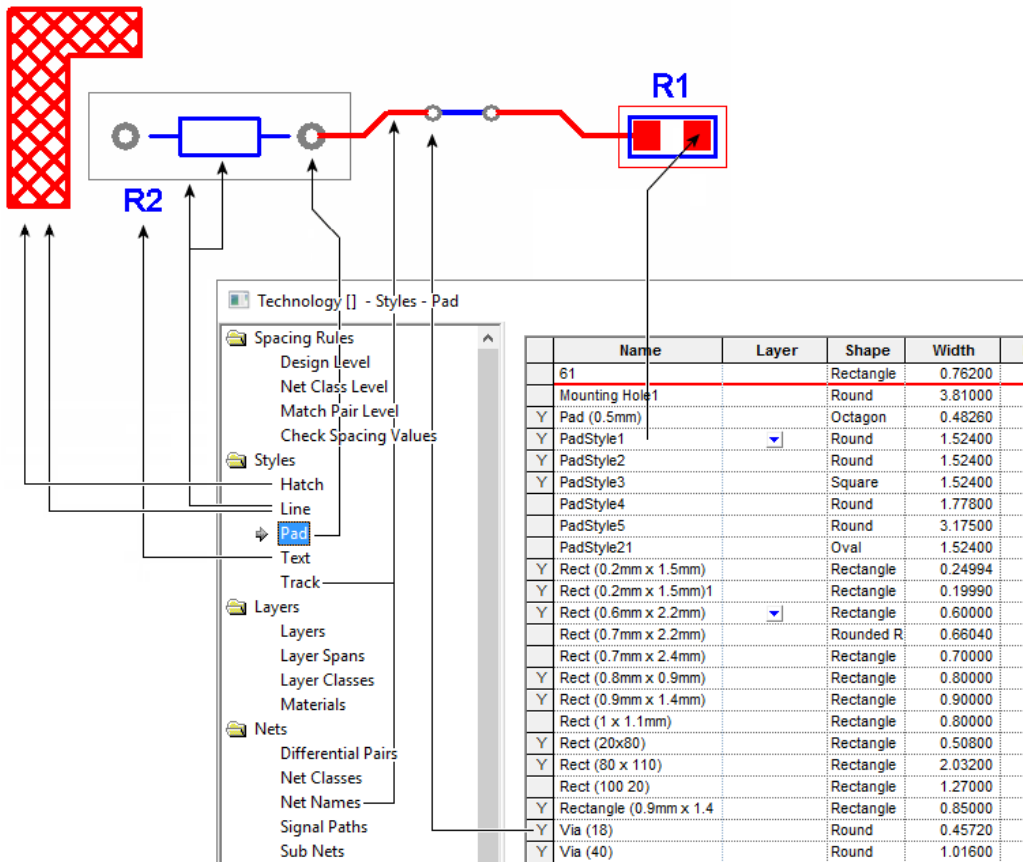 R1
R2
Technology [] - Styles - Pad
Spacing Rules
Design Level
Net Class Level
Match Pair Level
Check Spacing Values
Styles
Hatch
Line
Pad
Text
Track
Layers
Layers
Layer Spans
Layer Classes
Materials
Nets
Differential Pairs
Net Classes
Net Names
Signal Paths
Sub Nets
Name Layer Shape Width
61 Rectangle 0.76200
Mounting Hole1 Round 3.81000
Y Pad (0.5mm) Octagon 0.48260
Y PadStyle1 Round 1.52400
Y PadStyle2 Round 1.52400
Y PadStyle3 Square 1.52400
PadStyle4 Round 1.77800
PadStyle5 Round 3.17500
PadStyle21 Oval 1.52400
Y Rect (0.2mm x 1.5mm) Rectangle 0.24994
Y Rect (0.2mm x 1.5mm)1 Rectangle 0.19990
Y Rect (0.6mm x 2.2mm) Rectangle 0.60000
Rect (0.7mm x 2.2mm) Rounded R 0.66040
Rect (0.7mm x 2.4mm) Rectangle 0.70000
Y Rect (0.8mm x 0.9mm) Rectangle 0.80000
Y Rect (0.9mm x 1.4mm) Rectangle 0.90000
Rect (1 x 1.1mm) Rectangle 0.80000
Y Rect (20x80) Rectangle 0.50800
Y Rect (80 x 110) Rectangle 2.03200
Rect (100 20) Rectangle 1.27000
Y Rectangle (0.9mm x 1.4 Rectangle 0.85000
Y Via (18) Round 0.45720
Y Via (40) Round 1.01600